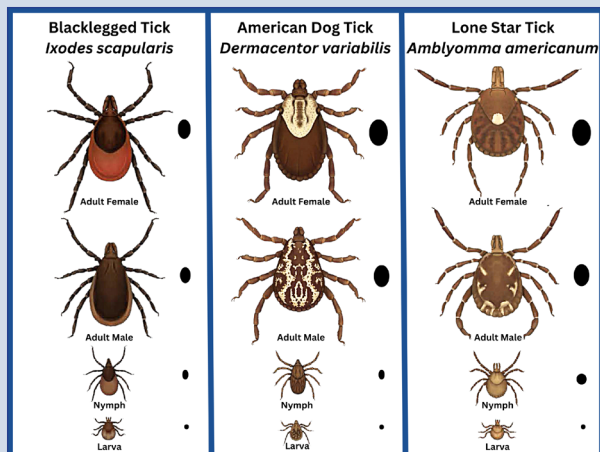 Blacklegged Tick
Ixodes scapularis
Adult Female
Adult Male
Nymph
Larva
American Dog Tick
Dermacentor variabilis
Adult Female
Adult Male
Nymph
Larva
Lone Star Tick
Amblyomma americanum
Adult Female
Adult Male
Nymph
Larva